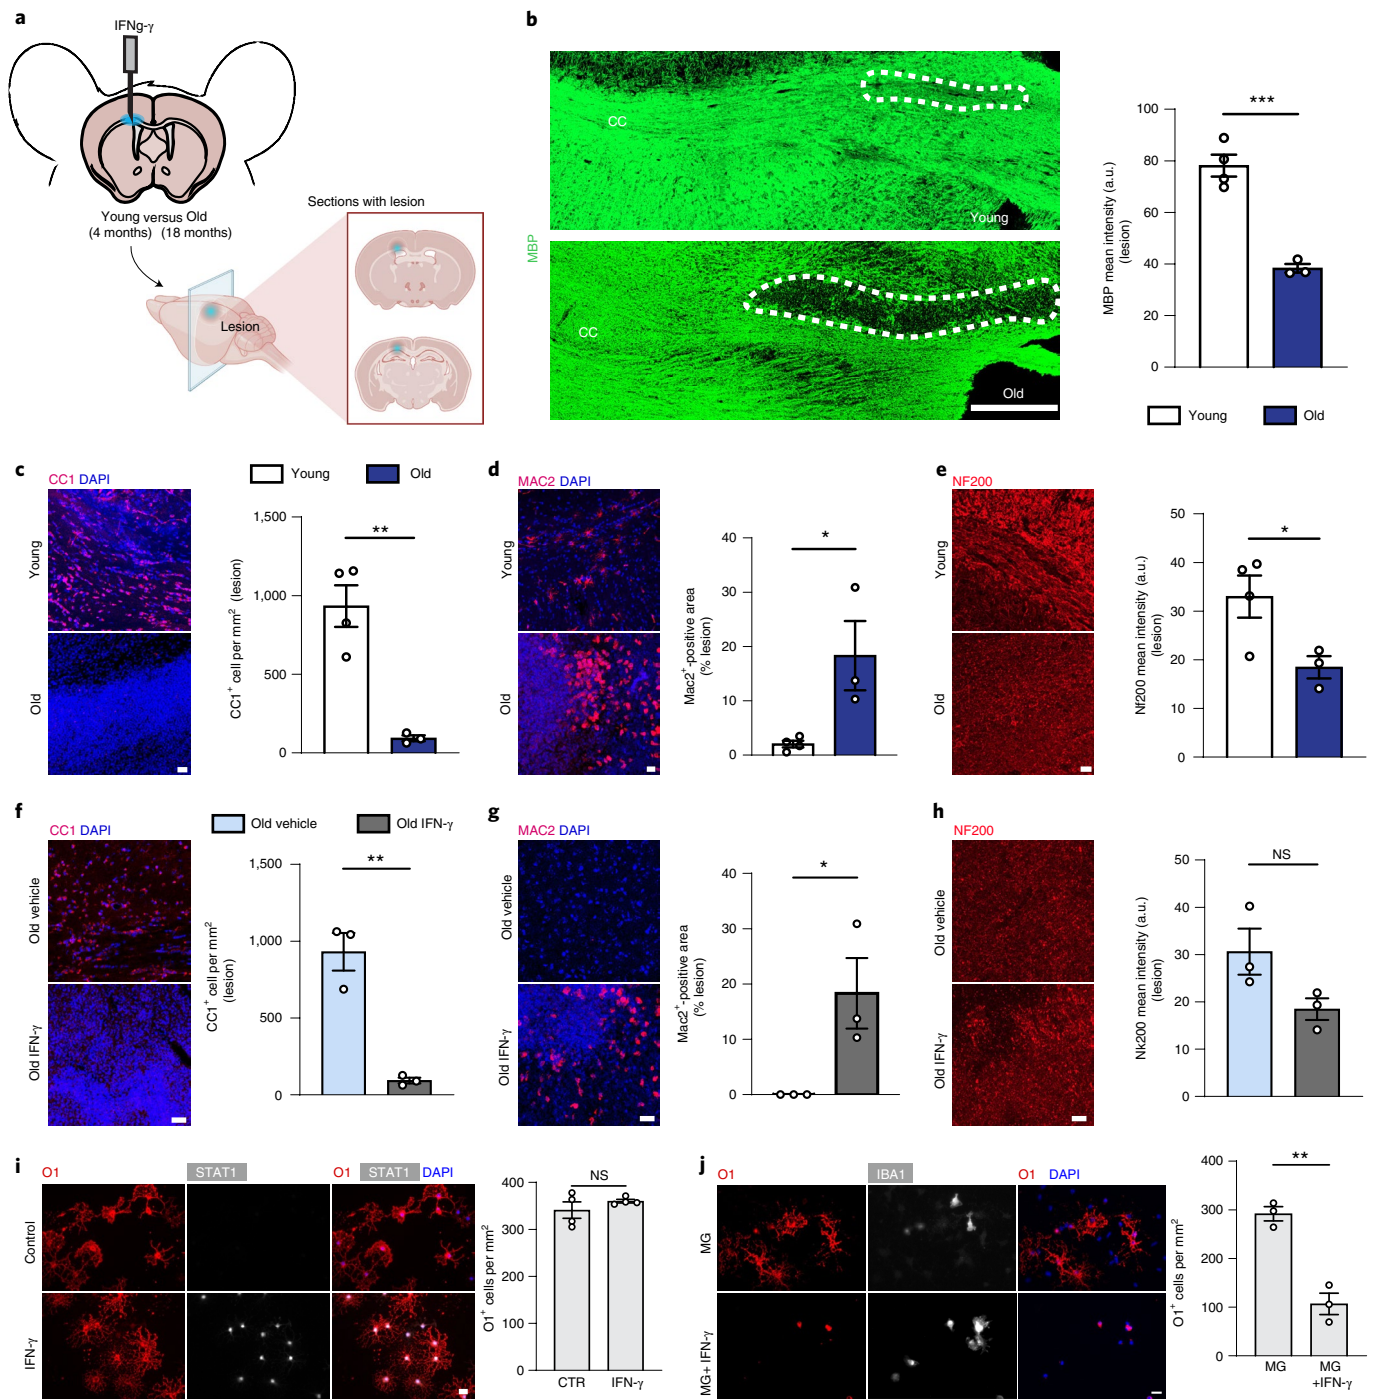 a
IFNg-γ
Young versus Old
(4 months) (18 months)
Lesion
Sections with lesion
b
MBP
CC
Young
CC
Old
MBP mean intensity (a.u.)
(lesion)
100
80
60
40
20
0
***
Young
Old
c
CC1 DAPI
Young
Old
Young
Old
CC1+ cell per mm2 (lesion)
1,500
1,000
500
0
**
d
MAC2 DAPI
Young
Old
Mac2+-positive area
(% lesion)
40
30
20
10
0
*
e
NF200
Young
Old
Nf200 mean intensity (a.u.)
(lesion)
50
40
30
20
10
0
*
f
CC1 DAPI
Old vehicle
Old IFN-γ
Old vehicle
Old IFN-γ
CC1+ cell per mm2
(lesion)
1,500
1,000
500
0
**
g
MAC2 DAPI
Old vehicle
Old IFN-γ
Mac2+-positive area
(% lesion)
40
30
20
10
0
*
h
NF200
Old vehicle
Old IFN-γ
Nk200 mean intensity (a.u.)
(lesion)
50
40
30
20
10
0
NS
i
O1
STAT1
O1 STAT1 DAPI
Control
IFN-γ
O1+ cells per mm2
400
300
200
100
0
NS
CTR
IFN-γ
j
O1
IBA1
O1 DAPI
MG
MG+ IFN-γ
O1+ cells per mm2
400
300
200
100
0
**
MG
MG
+IFN-γ